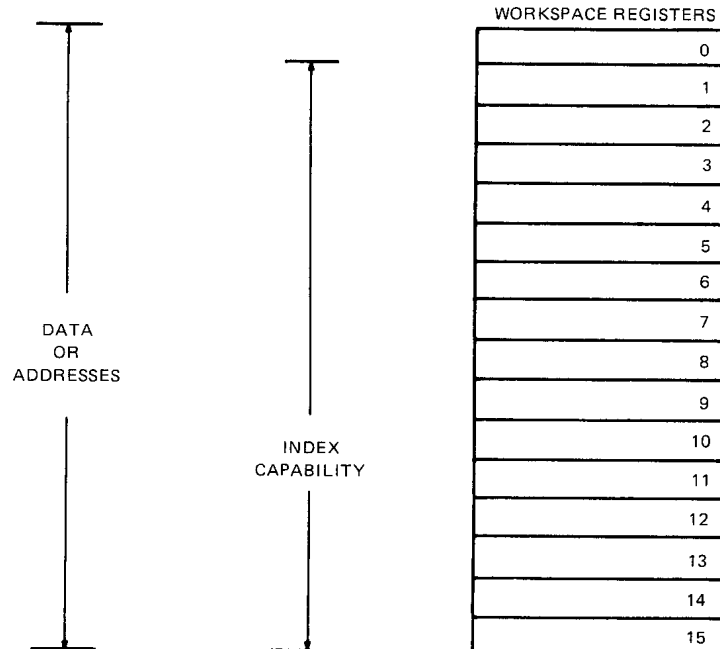 WORKSPACE REGISTERS
0
1
2
3
4
5
6
7
8
9
10
11
12
13
14
15
DATA
OR
ADDRESSES
INDEX
CAPABILITY